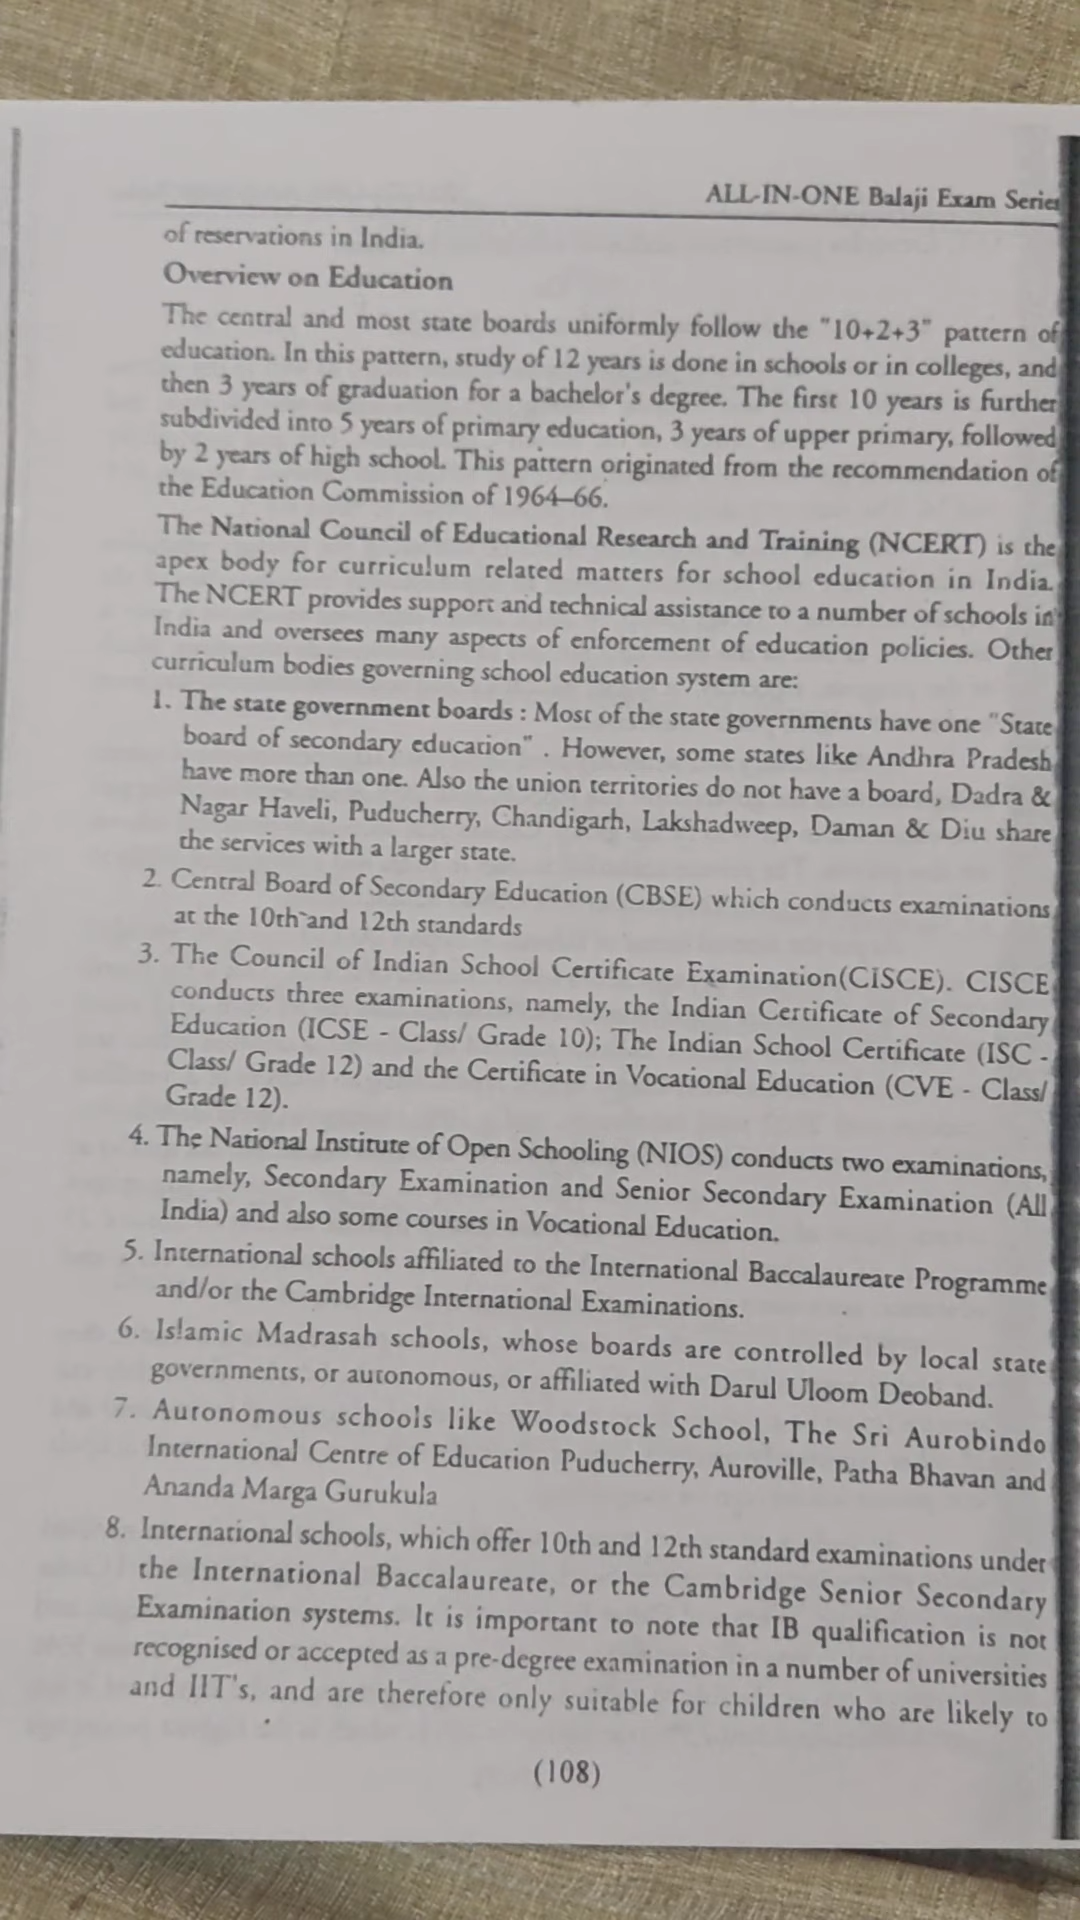 ALL-IN-ONE Balaji Exam Series
of reservations in India.
Overview on Education
The central and most state boards uniformly follow the "10+2+3" pattern of
education. In this pattern, study of 12 years is done in schools or in colleges, and
then 3 years of graduation for a bachelor's degree. The first 10 years is further
subdivided into 5 years of primary education, 3 years of upper primary, followed
by 2 years of high school. This pattern originated from the recommendation of
the Education Commission of 1964–66.
The National Council of Educational Research and Training (NCERT) is the
apex body for curriculum related matters for school education in India.
The NCERT provides support and technical assistance to a number of schools in
India and oversees many aspects of enforcement of education policies. Other
curriculum bodies governing school education system are:
1. The state government boards : Most of the state governments have one "State
board of secondary education" . However, some states like Andhra Pradesh
have more than one. Also the union territories do not have a board, Dadra &
Nagar Haveli, Puducherry, Chandigarh, Lakshadweep, Daman & Diu share
the services with a larger state.
2. Central Board of Secondary Education (CBSE) which conducts examinations
at the 10th and 12th standards
3. The Council of Indian School Certificate Examination(CISCE). CISCE
conducts three examinations, namely, the Indian Certificate of Secondary
Education (ICSE - Class/ Grade 10); The Indian School Certificate (ISC -
Class/ Grade 12) and the Certificate in Vocational Education (CVE - Class/
Grade 12).
4. The National Institute of Open Schooling (NIOS) conducts two examinations,
namely, Secondary Examination and Senior Secondary Examination (All
India) and also some courses in Vocational Education.
5. International schools affiliated to the International Baccalaureate Programme
and/or the Cambridge International Examinations.
6. Islamic Madrasah schools, whose boards are controlled by local state
governments, or autonomous, or affiliated with Darul Uloom Deoband.
7. Autonomous schools like Woodstock School, The Sri Aurobindo
International Centre of Education Puducherry, Auroville, Patha Bhavan and
Ananda Marga Gurukula
8. International schools, which offer 10th and 12th standard examinations under
the International Baccalaureate, or the Cambridge Senior Secondary
Examination systems. It is important to note that IB qualification is not
recognised or accepted as a pre-degree examination in a number of universities
and IIT's, and are therefore only suitable for children who are likely to
(108)